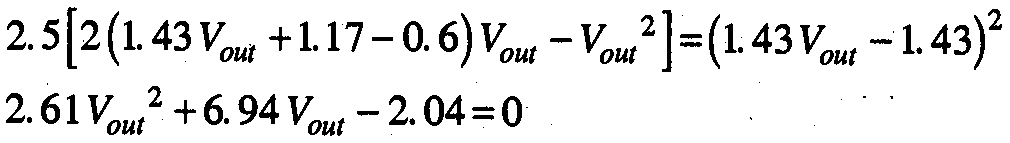 2.5[2(1.43 V_out + 1.17 − 0.6) V_out − V_out²] = (1.43 V_out − 1.43)²
2.61 V_out² + 6.94 V_out − 2.04 = 0